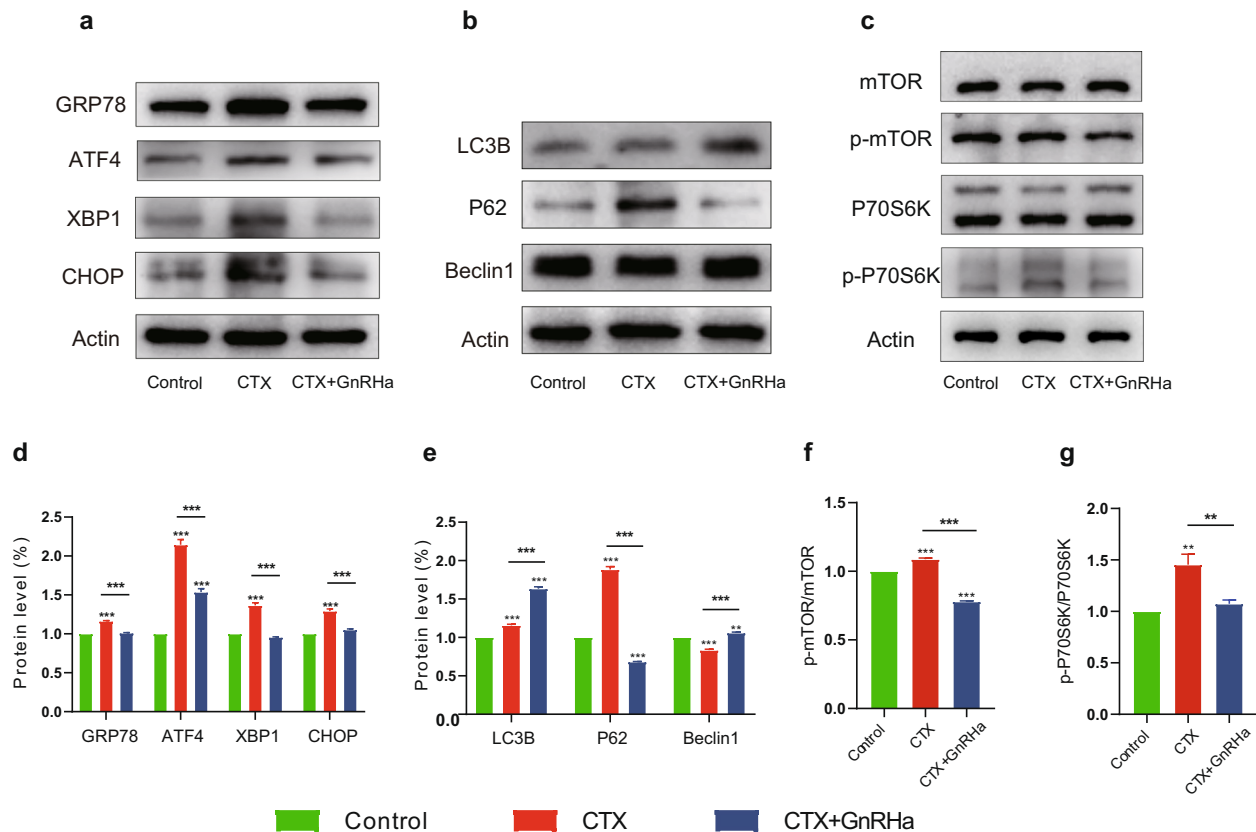 a
GRP78
ATF4
XBP1
CHOP
Actin
Control CTX CTX+GnRHa
b
LC3B
P62
Beclin1
Actin
Control CTX CTX+GnRHa
c
mTOR
p-mTOR
P70S6K
p-P70S6K
Actin
Control CTX CTX+GnRHa
d
Protein level (%)
2.5
2.0
1.5
1.0
0.5
0.0
***
***
***
***
***
***
***
***
***
GRP78 ATF4 XBP1 CHOP
e
Protein level (%)
2.5
2.0
1.5
1.0
0.5
0.0
***
***
***
***
***
***
***
***
**
LC3B P62 Beclin1
f
p-mTOR/mTOR
1.5
1.0
0.5
0.0
***
***
***
Control
CTX
CTX+GnRHa
g
p-P70S6K/P70S6K
2.0
1.5
1.0
0.5
0.0
**
**
Control
CTX
CTX+GnRHa
Control CTX CTX+GnRHa